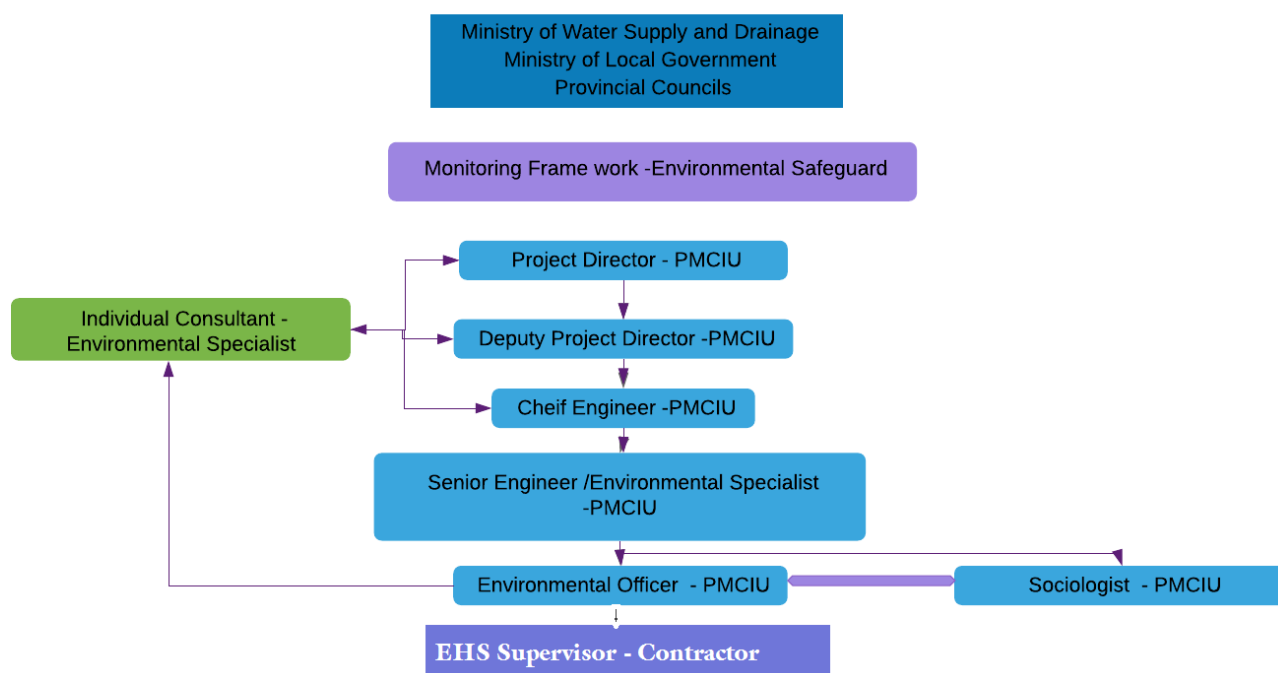 Ministry of Water Supply and Drainage
Ministry of Local Government
Provincial Councils
Monitoring Frame work -Environmental Safeguard
Project Director - PMCIU
Individual Consultant -
Environmental Specialist
Deputy Project Director -PMCIU
Cheif Engineer -PMCIU
Senior Engineer /Environmental Specialist
-PMCIU
Environmental Officer - PMCIU
Sociologist - PMCIU
EHS Supervisor - Contractor